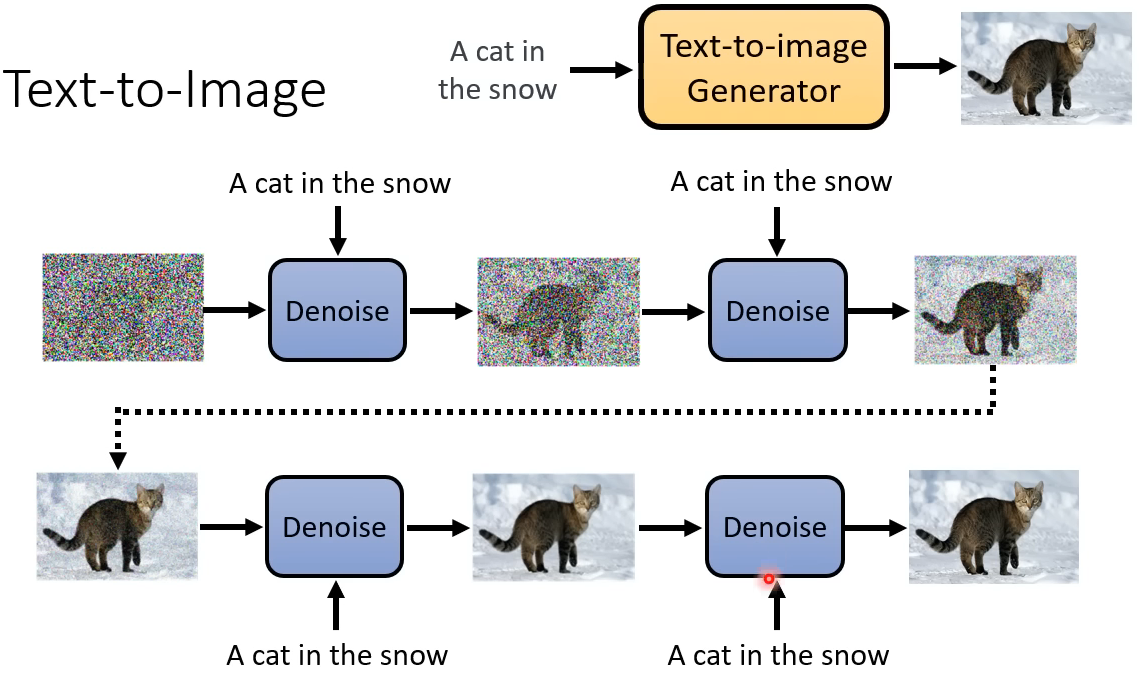 Text-to-Image
A cat in
the snow
Text-to-image
Generator
A cat in the snow
A cat in the snow
Denoise
Denoise
Denoise
Denoise
A cat in the snow
A cat in the snow